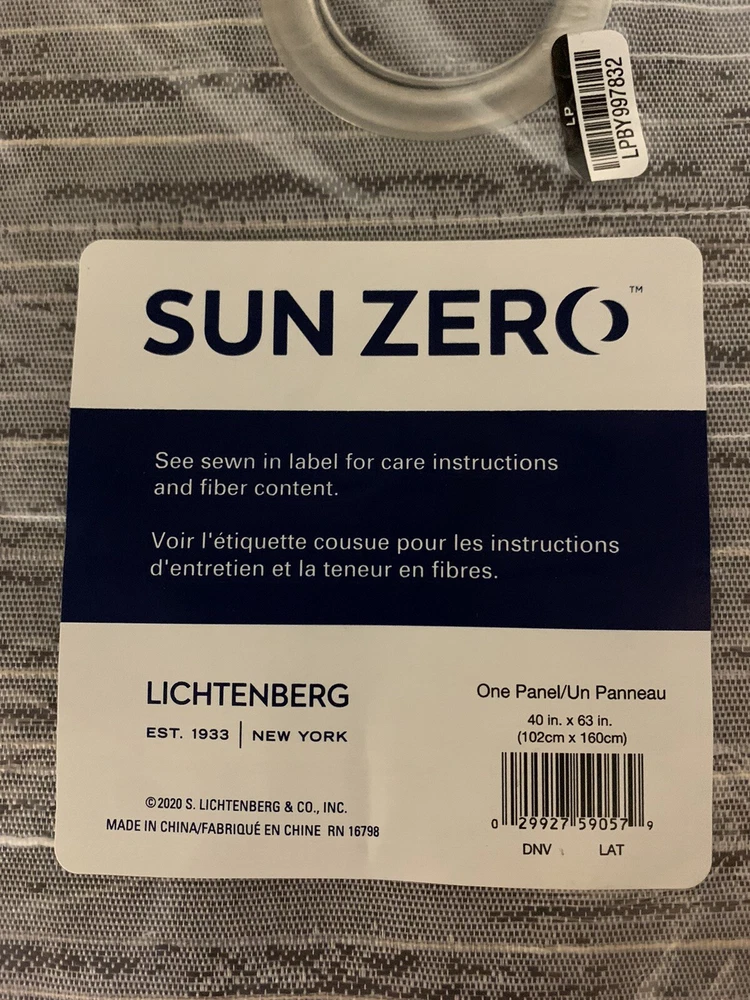 LP
LPBY997832
SUN ZERO™
See sewn in label for care instructions
and fiber content.
Voir l'étiquette cousue pour les instructions
d'entretien et la teneur en fibres.
LICHTENBERG
EST. 1933 | NEW YORK
©2020 S. LICHTENBERG & CO., INC.
MADE IN CHINA/FABRIQUÉ EN CHINE RN 16798
One Panel/Un Panneau
40 in. x 63 in.
(102cm x 160cm)
0 29927 59057 9
DNV LAT